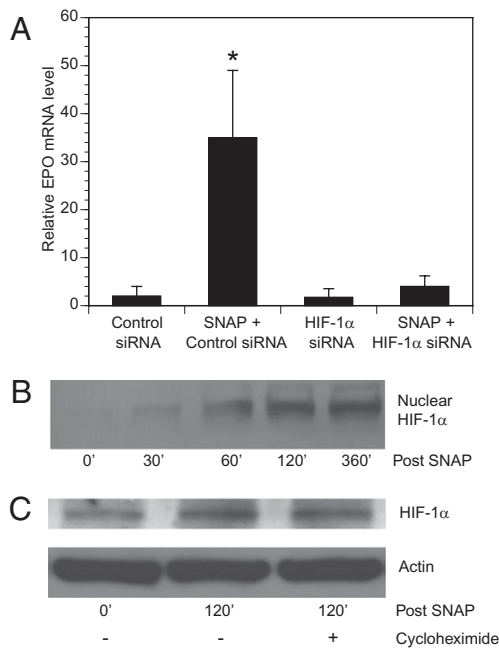 A
Relative EPO mRNA level
60
50
40
30
20
10
0
*
Control siRNA
SNAP + Control siRNA
HIF-1α siRNA
SNAP + HIF-1α siRNA
B
Nuclear HIF-1α
0' 30' 60' 120' 360' Post SNAP
C
HIF-1α
Actin
0' 120' 120' Post SNAP
- - + Cycloheximide